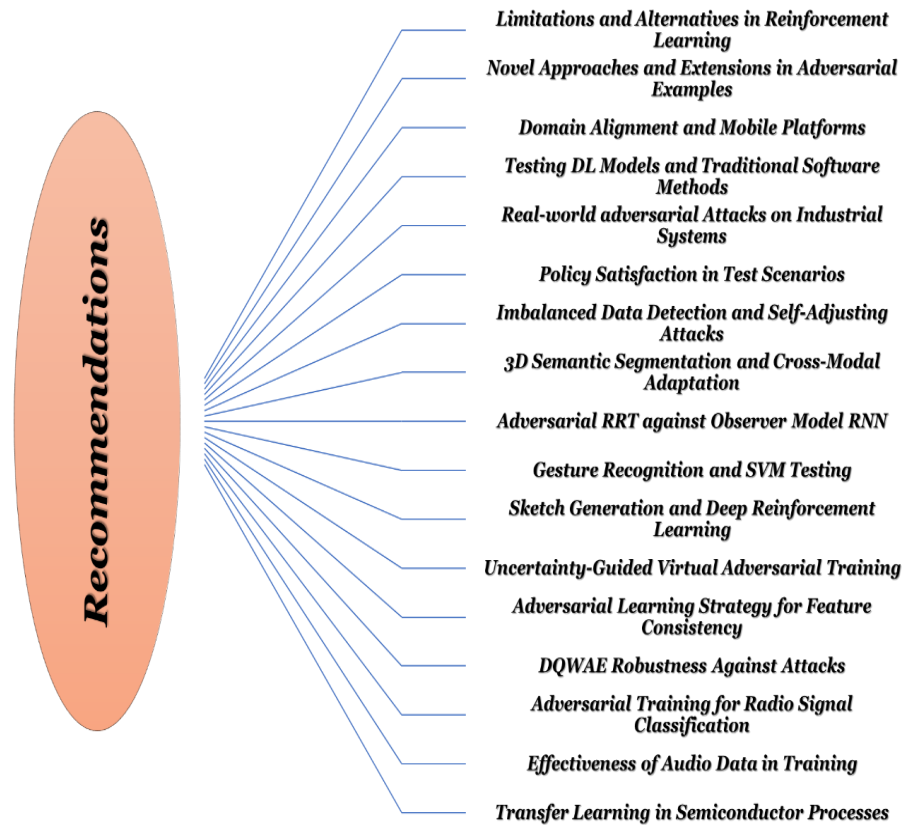 Recommendations
Limitations and Alternatives in Reinforcement
Learning
Novel Approaches and Extensions in Adversarial
Examples
Domain Alignment and Mobile Platforms
Testing DL Models and Traditional Software
Methods
Real-world adversarial Attacks on Industrial
Systems
Policy Satisfaction in Test Scenarios
Imbalanced Data Detection and Self-Adjusting
Attacks
3D Semantic Segmentation and Cross-Modal
Adaptation
Adversarial RRT against Observer Model RNN
Gesture Recognition and SVM Testing
Sketch Generation and Deep Reinforcement
Learning
Uncertainty-Guided Virtual Adversarial Training
Adversarial Learning Strategy for Feature
Consistency
DQWAE Robustness Against Attacks
Adversarial Training for Radio Signal
Classification
Effectiveness of Audio Data in Training
Transfer Learning in Semiconductor Processes